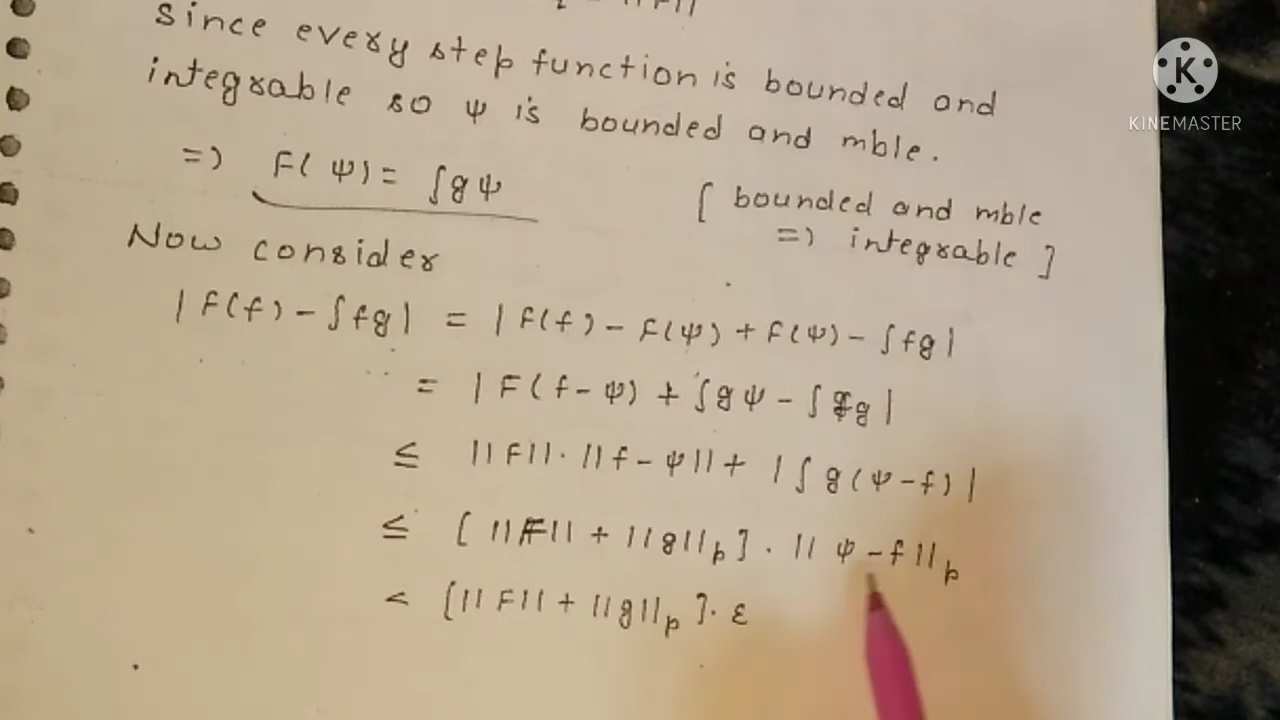 since every step function is bounded and
integrable so ψ is bounded and mble.
=> F(ψ) = ∫gψ
[ bounded and mble
=> integrable ]
Now consider
|F(f) - ∫fg| = |F(f) - F(ψ) + F(ψ) - ∫fg|
= |F(f-ψ) + ∫gψ - ∫fg|
≤ ||F||·||f-ψ|| + |∫g(ψ-f)|
≤ [||F|| + ||g||p]·||ψ-f||p
< [||F|| + ||g||p]·ε
K
KINEMASTER